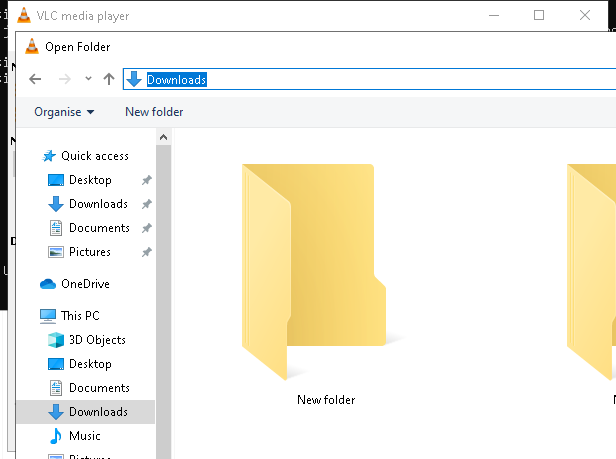 VLC media player
Open Folder
Downloads
Organise
New folder
Quick access
Desktop
Downloads
Documents
Pictures
OneDrive
This PC
3D Objects
Desktop
Documents
Downloads
Music
New folder